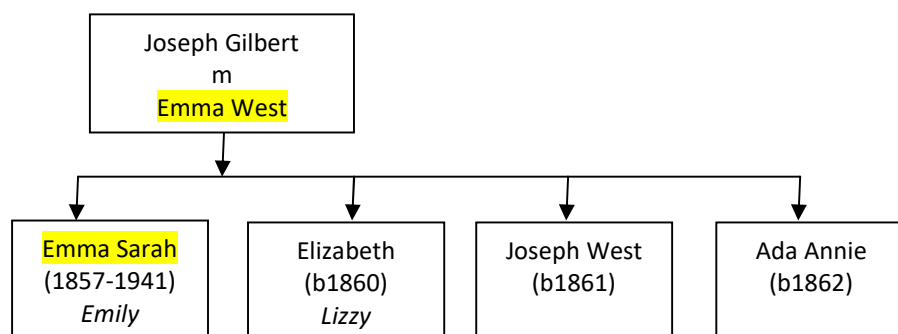 Joseph Gilbert
m
Emma West
Emma Sarah
(1857-1941)
Emily
Elizabeth
(b1860)
Lizzy
Joseph West
(b1861)
Ada Annie
(b1862)